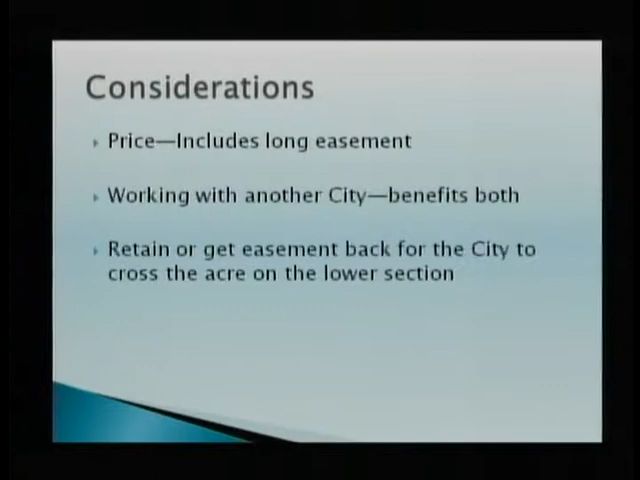 Considerations
Price—Includes long easement
Working with another City—benefits both
Retain or get easement back for the City to
cross the acre on the lower section